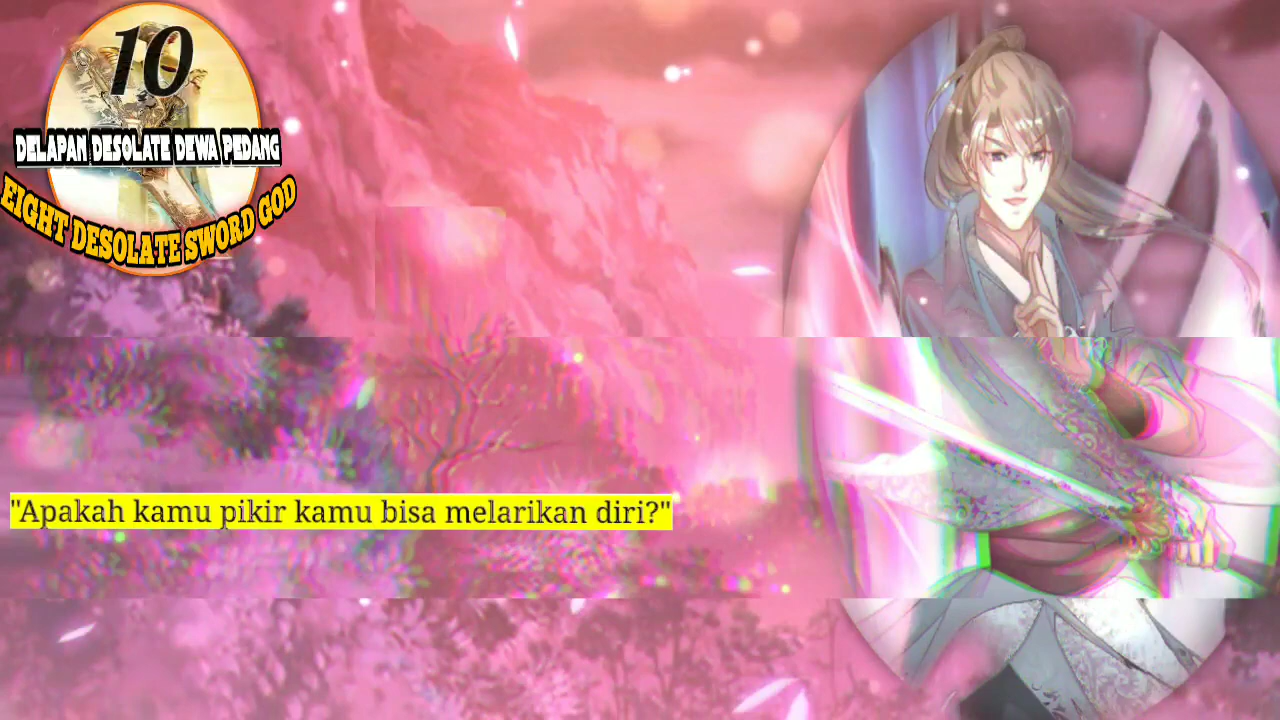 10
DELAPAN DESOLATE DEWA PEDANG
EIGHT DESOLATE SWORD GOD
"Apakah kamu pikir kamu bisa melarikan diri?"